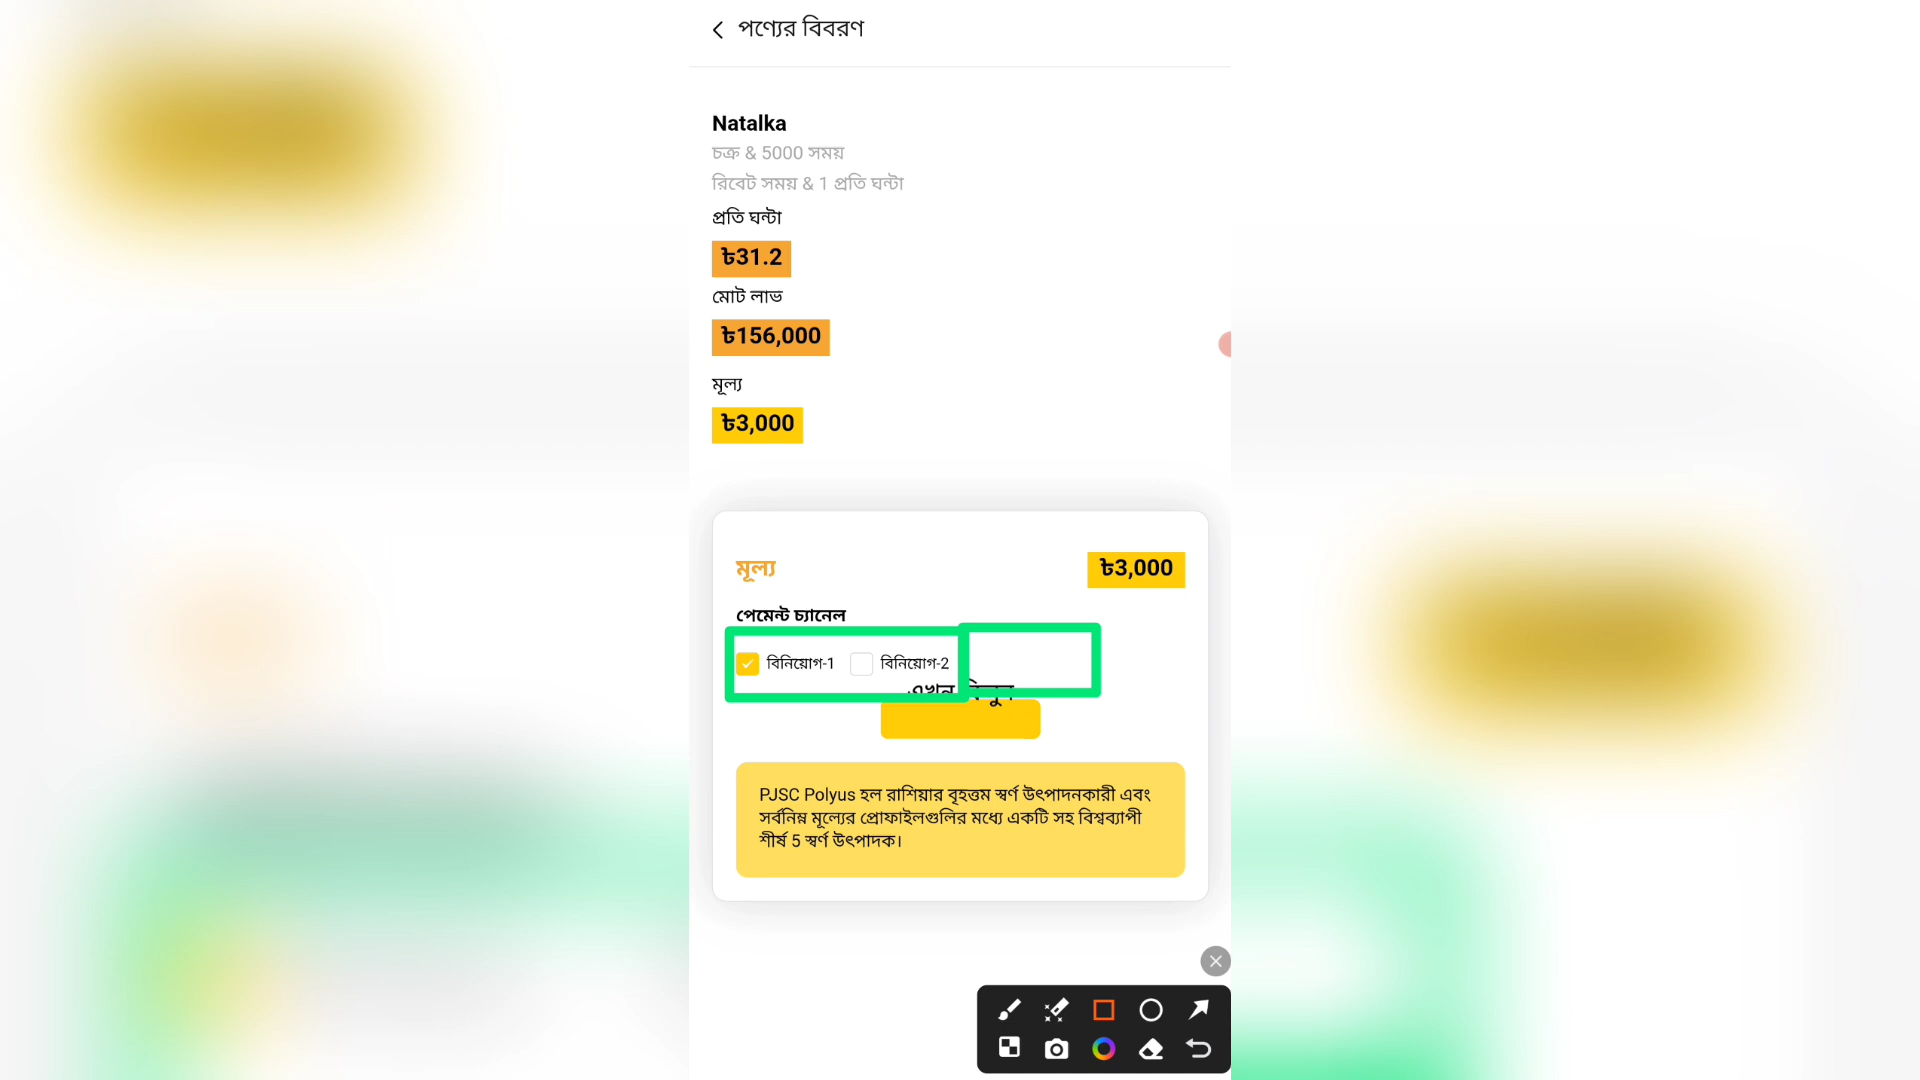 পণ্যের বিবরণ
Natalka
চক্র & 5000 সময়
রিবেট সময় & 1 প্রতি ঘন্টা
প্রতি ঘন্টা
৳31.2
মোট লাভ
৳156,000
মূল্য
৳3,000
মূল্য ৳3,000
পেমেন্ট চ্যানেল
বিনিয়োগ-1 বিনিয়োগ-2
এখন
PJSC Polyus হল রাশিয়ার বৃহত্তম স্বর্ণ উৎপাদনকারী এবং
সর্বনিম্ন মূল্যের প্রোফাইলগুলির মধ্যে একটি সহ বিশ্বব্যাপী
শীর্ষ 5 স্বর্ণ উৎপাদক।